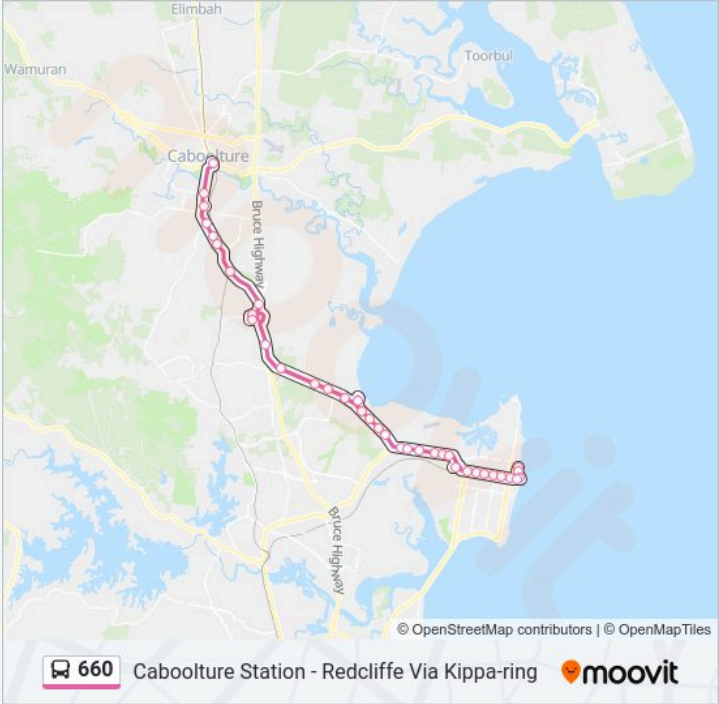 Elimbah
Wamuran
Toorbul
Caboolture
Bruce Highway
Bruce Highway
© OpenStreetMap contributors | © OpenMapTiles
660 Caboolture Station - Redcliffe Via Kippa-ring moovit